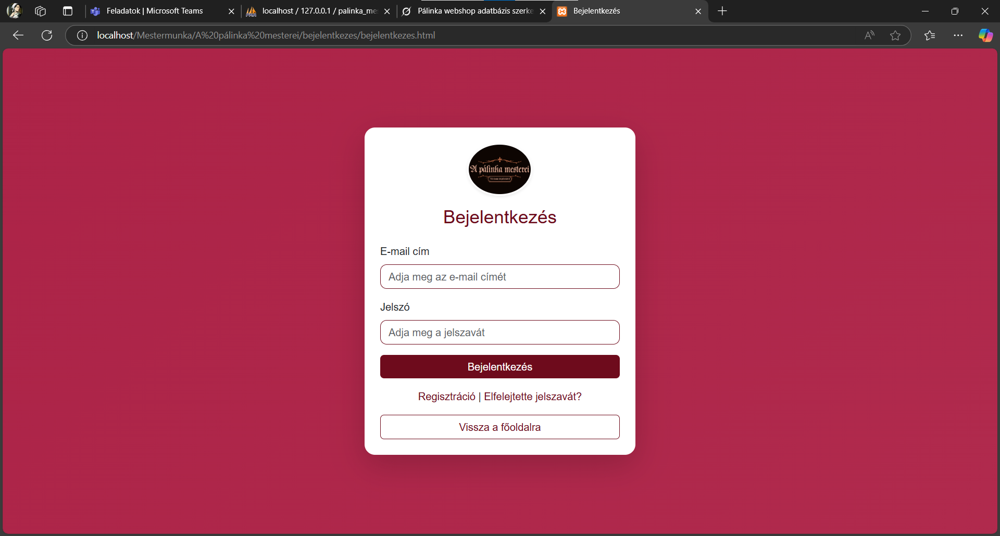 Feladatok | Microsoft Teams
localhost / 127.0.0.1 / palinka_me
Pálinka webshop adatbázis szerke
Bejelentkezés
localhost/Mestermunka/A%20pálinka%20mesterei/bejelentkezes/bejelentkezes.html
A pálinka mesterei
Bejelentkezés
E-mail cím
Adja meg az e-mail címét
Jelszó
Adja meg a jelszavát
Bejelentkezés
Regisztráció | Elfelejtette jelszavát?
Vissza a főoldalra